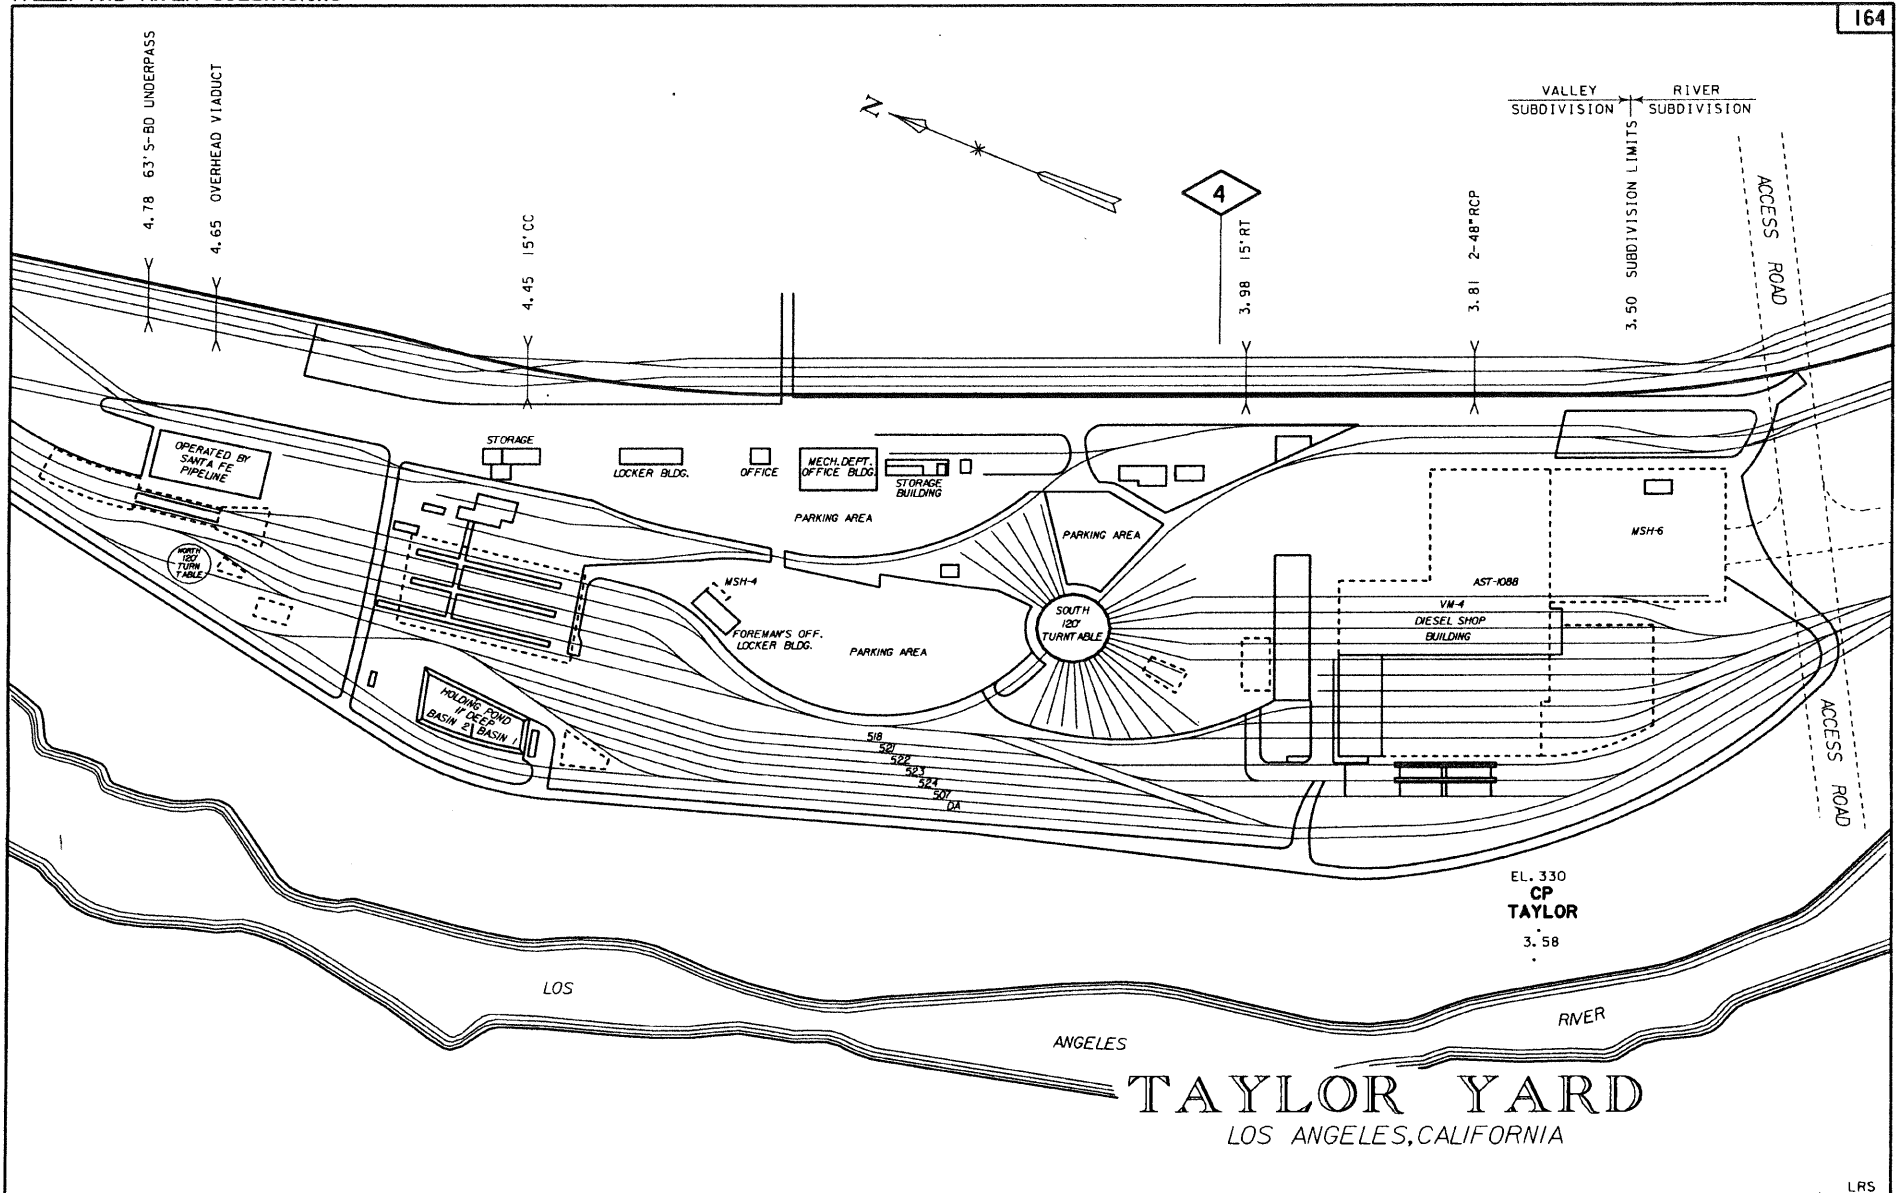 164
4.78 63' S-BD UNDERPASS
4.65 OVERHEAD VIADUCT
4.45 15' CC
N
4
3.98 15' RT
3.81 2-48" RCP
VALLEY
SUBDIVISION
RIVER
SUBDIVISION
3.50 SUBDIVISION LIMITS
ACCESS ROAD
OPERATED BY
SANTA FE
PIPELINE
STORAGE
LOCKER BLDG.
OFFICE
MECH. DEPT.
OFFICE BLDG.
STORAGE
BUILDING
PARKING AREA
PARKING AREA
MSH-6
NORTH
120'
TURN
TABLE
MSH-4
FOREMAN'S OFF.
LOCKER BLDG.
PARKING AREA
SOUTH
120'
TURNTABLE
AST-1088
VM-4
DIESEL SHOP
BUILDING
HOLDING POND
11' DEEP
BASIN 2 BASIN 1
518
521
522
523
524
507
DA
ACCESS ROAD
EL. 330
CP
TAYLOR
3.58
LOS
ANGELES
RIVER
TAYLOR YARD
LOS ANGELES, CALIFORNIA
LRS